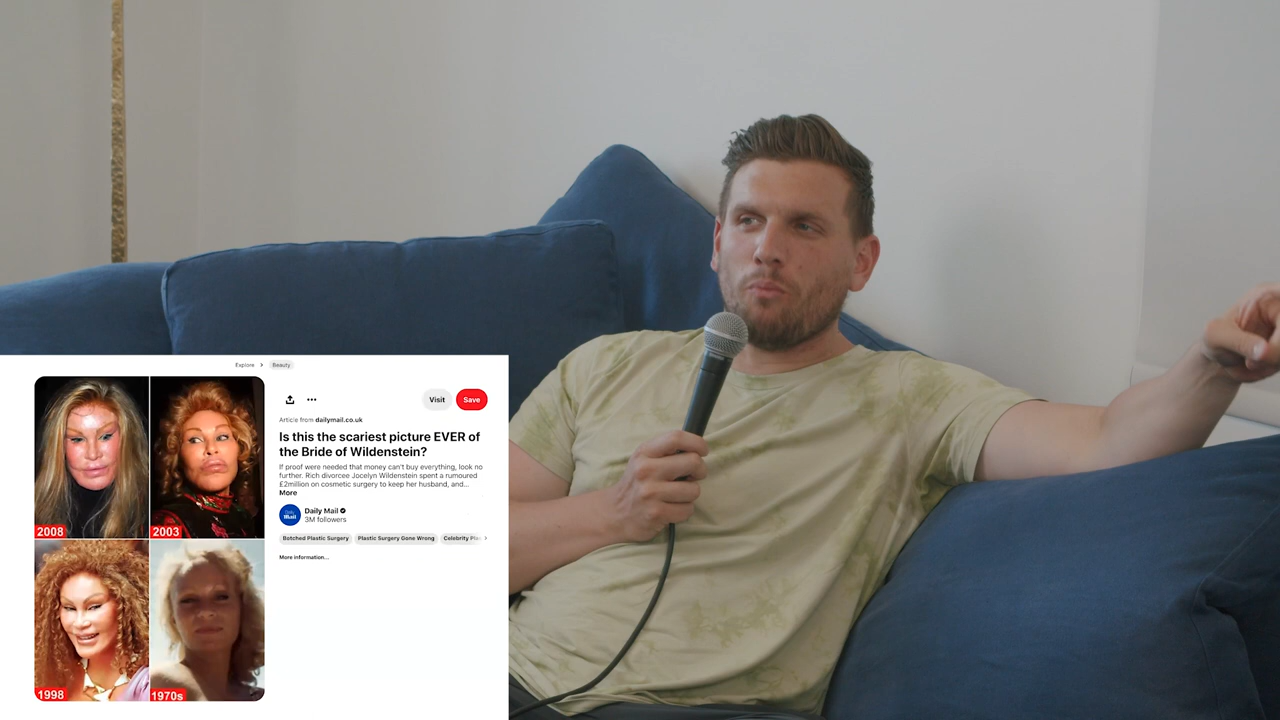 Explore > Beauty
Visit
Save
Article from dailymail.co.uk
Is this the scariest picture EVER of
the Bride of Wildenstein?
If proof were needed that money can't buy everything, look no
further. Rich divorcee Jocelyn Wildenstein spent a rumoured
£2million on cosmetic surgery to keep her husband, and...
More
Daily Mail
Daily Mail
3M followers
Botched Plastic Surgery
Plastic Surgery Gone Wrong
Celebrity
More information...
2008
2003
1998
1970s